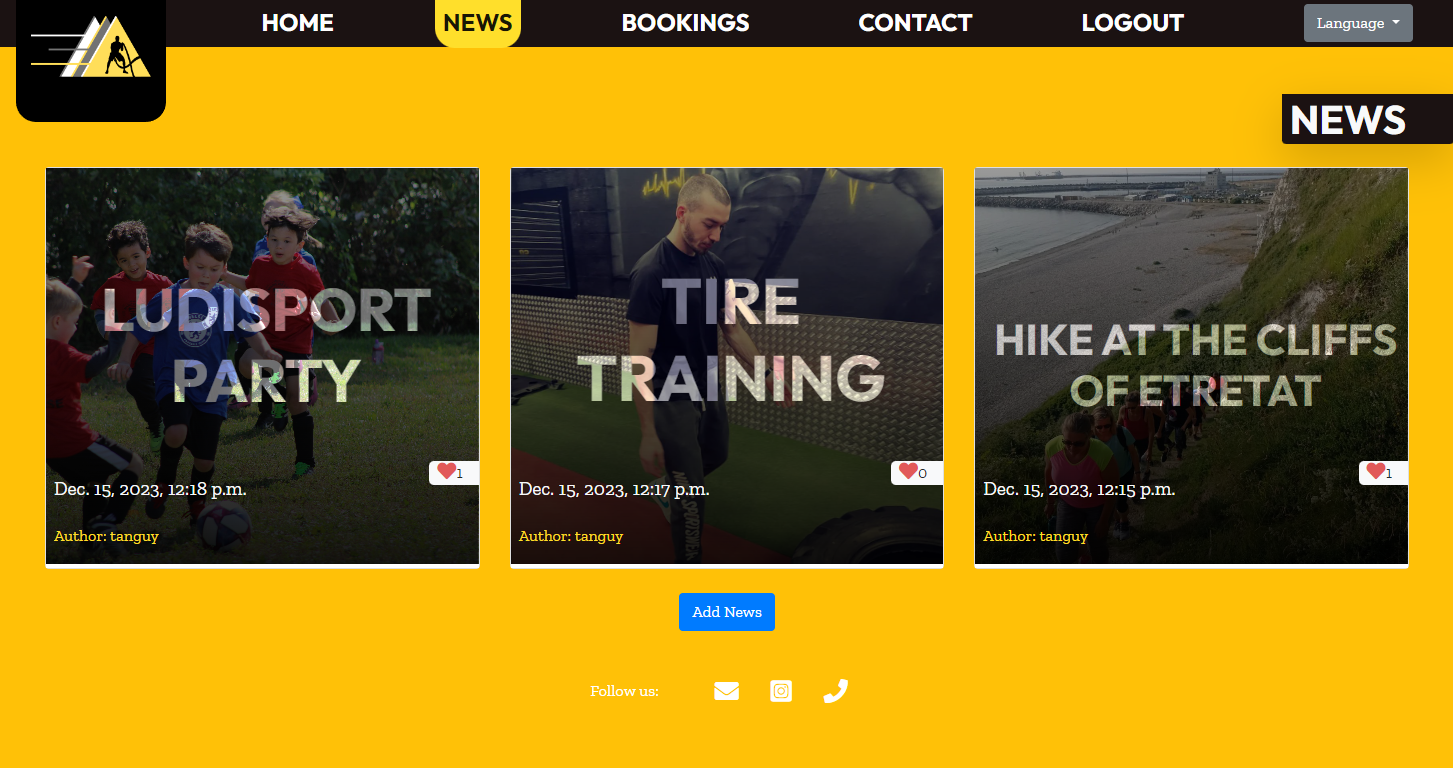 HOME
NEWS
BOOKINGS
CONTACT
LOGOUT
Language
NEWS
LUDISPORT
PARTY
1
Dec. 15, 2023, 12:18 p.m.
Author: tanguy
TIRE
TRAINING
0
Dec. 15, 2023, 12:17 p.m.
Author: tanguy
HIKE AT THE CLIFFS
OF ETRETAT
1
Dec. 15, 2023, 12:15 p.m.
Author: tanguy
Add News
Follow us: